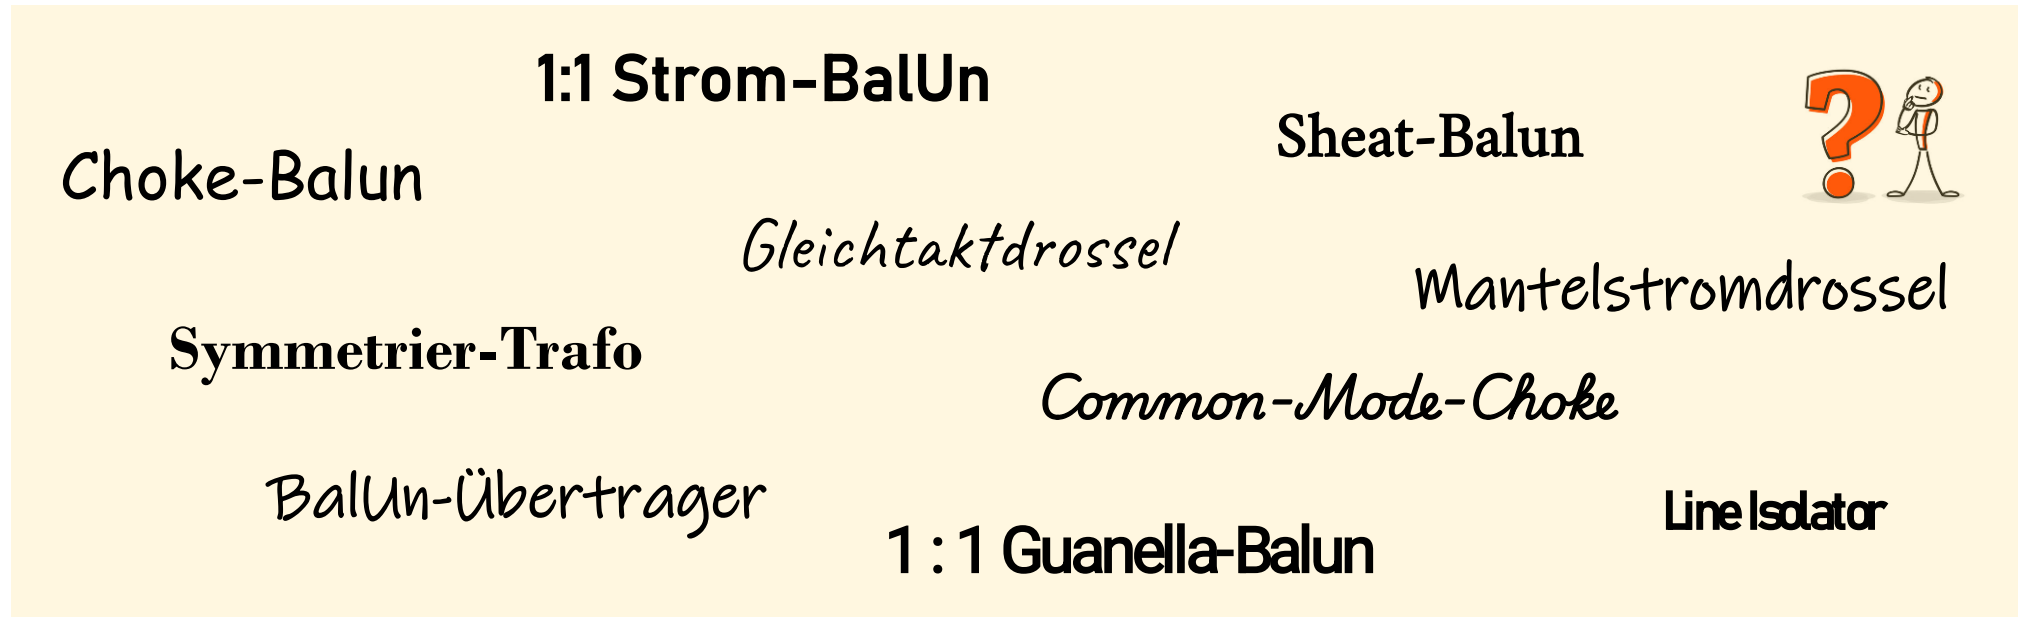 1:1 Strom-BalUn
Sheat-Balun
Choke-Balun
Gleichtaktdrossel
Mantelstromdrossel
Symmetrier-Trafo
Common-Mode-Choke
BalUn-Übertrager
Line Isolator
1 : 1 Guanella-Balun
?